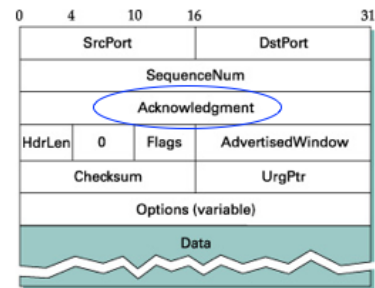 0 4 10 16 31
SrcPort DstPort
SequenceNum
Acknowledgment
HdrLen 0 Flags AdvertisedWindow
Checksum UrgPtr
Options (variable)
Data